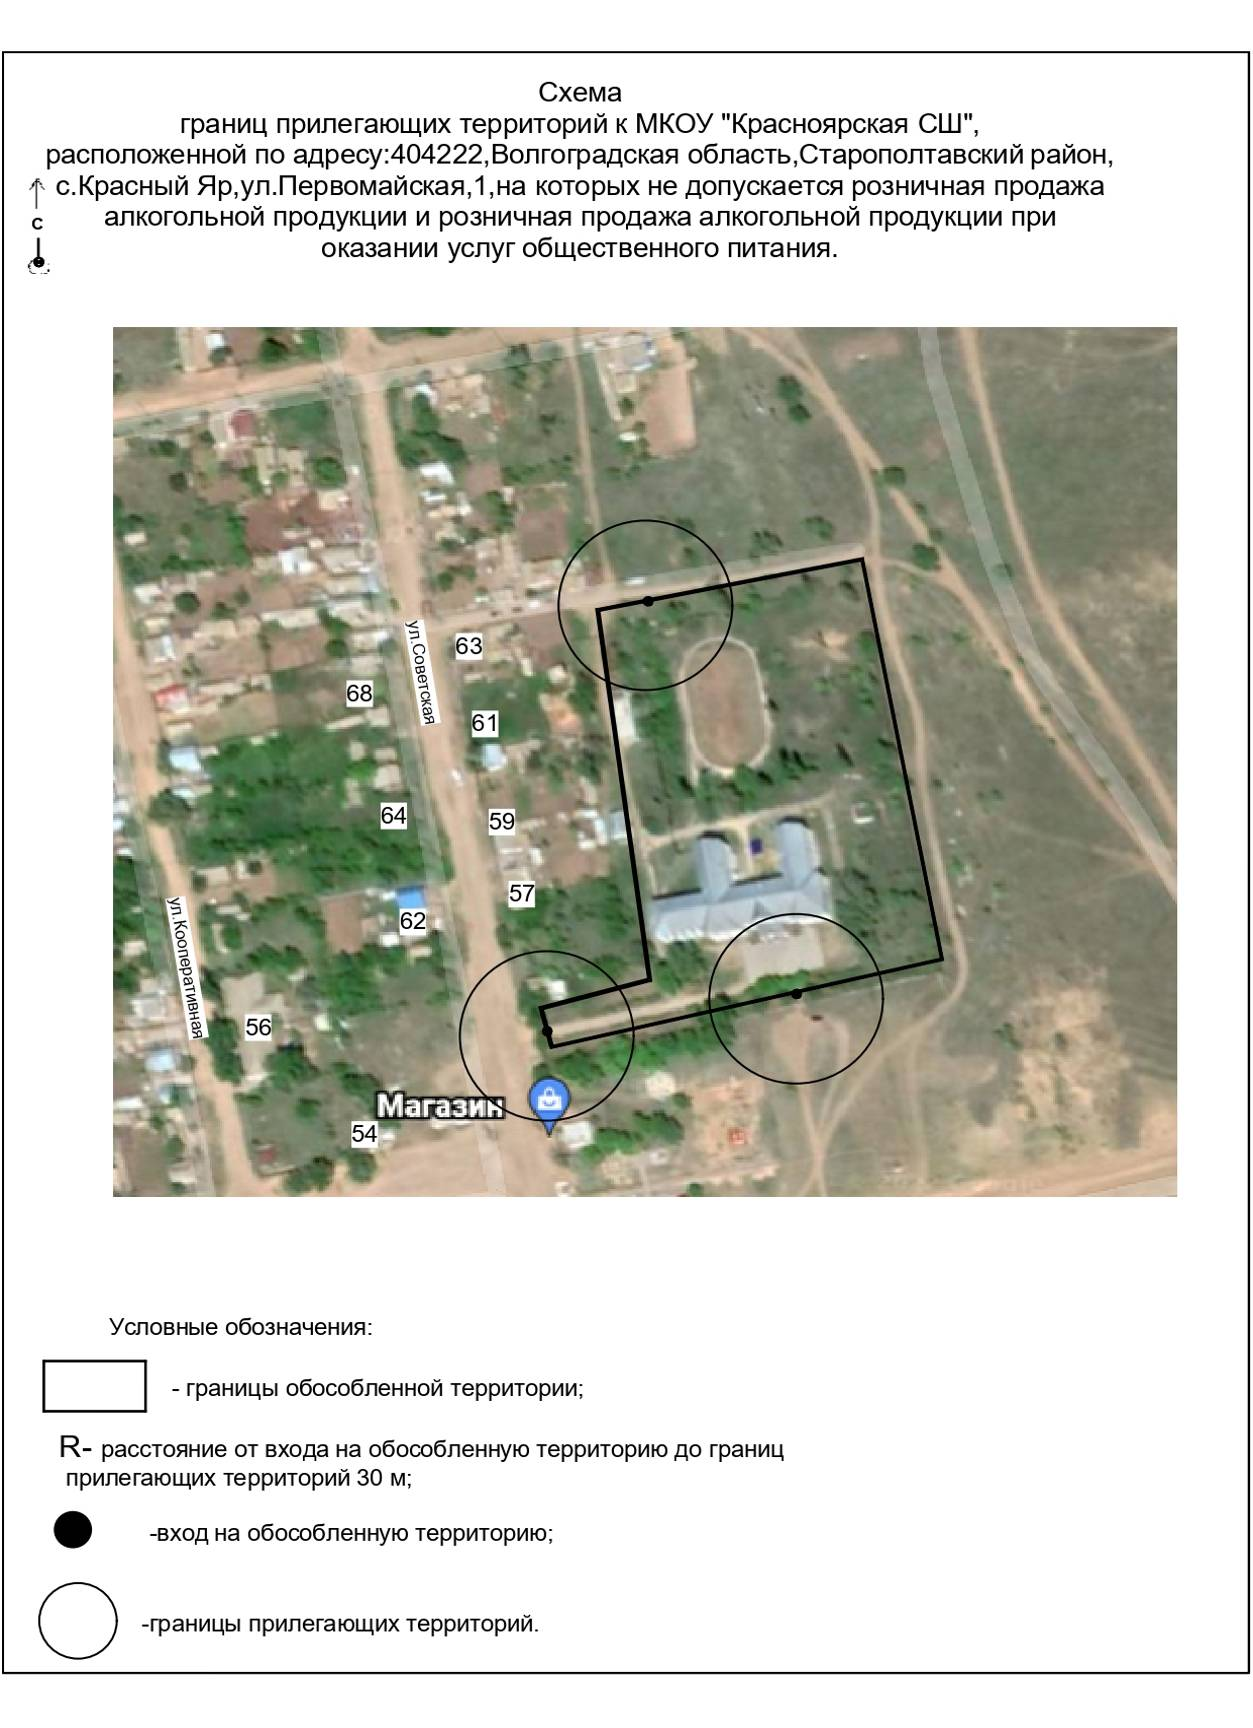 Схема
границ прилегающих территорий к МКОУ "Красноярская СШ",
расположенной по адресу:404222,Волгоградская область,Старополтавский район,
с.Красный Яр,ул.Первомайская,1,на которых не допускается розничная продажа
алкогольной продукции и розничная продажа алкогольной продукции при
оказании услуг общественного питания.
С
ул.Советская
63
68
61
64
59
57
62
ул.Кооперативная
56
Магазин
54
Условные обозначения:
- границы обособленной территории;
R- расстояние от входа на обособленную территорию до границ
прилегающих территорий 30 м;
-вход на обособленную территорию;
-границы прилегающих территорий.